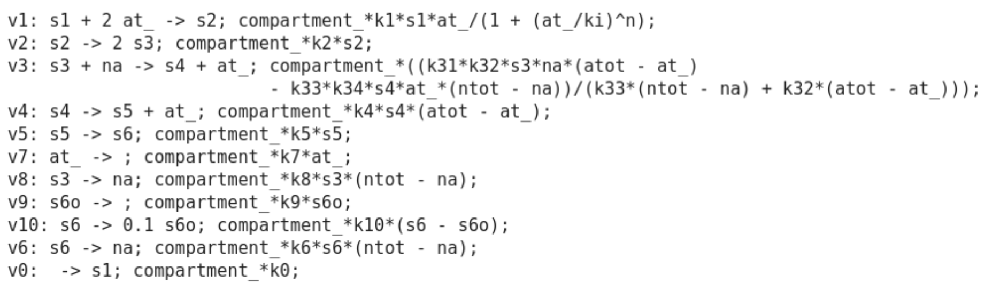 v1: s1 + 2 at_ -> s2; compartment_*k1*s1*at_/(1 + (at_/ki)^n);
v2: s2 -> 2 s3; compartment_*k2*s2;
v3: s3 + na -> s4 + at_; compartment_*((k31*k32*s3*na*(atot - at_)
- k33*k34*s4*at_*(ntot - na))/(k33*(ntot - na) + k32*(atot - at_)));
v4: s4 -> s5 + at_; compartment_*k4*s4*(atot - at_);
v5: s5 -> s6; compartment_*k5*s5;
v7: at_ -> ; compartment_*k7*at_;
v8: s3 -> na; compartment_*k8*s3*(ntot - na);
v9: s6o -> ; compartment_*k9*s6o;
v10: s6 -> 0.1 s6o; compartment_*k10*(s6 - s6o);
v6: s6 -> na; compartment_*k6*s6*(ntot - na);
v0:  -> s1; compartment_*k0;